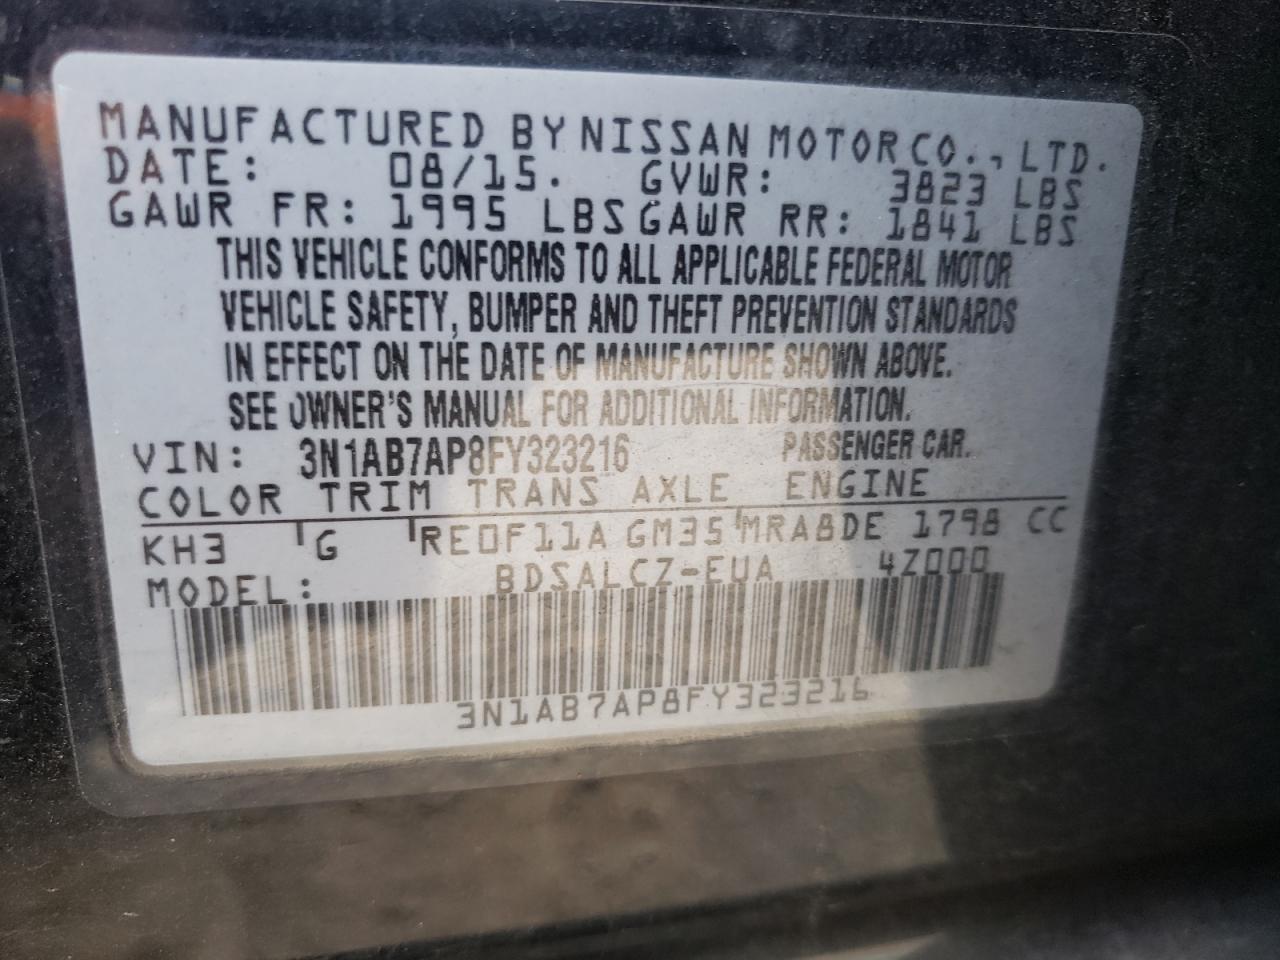 MANUFACTURED BY NISSAN MOTOR CO., LTD.
DATE: 08/15. GVWR: 3823 LBS
GAWR FR: 1995 LBS GAWR RR: 1841 LBS
THIS VEHICLE CONFORMS TO ALL APPLICABLE FEDERAL MOTOR
VEHICLE SAFETY, BUMPER AND THEFT PREVENTION STANDARDS
IN EFFECT ON THE DATE OF MANUFACTURE SHOWN ABOVE.
SEE OWNER'S MANUAL FOR ADDITIONAL INFORMATION.
VIN: 3N1AB7AP8FY323216 PASSENGER CAR.
COLOR TRIM TRANS AXLE ENGINE
KH3 G RE0F11A GM35 MRA8DE 1798 CC
MODEL: BDSALCZ-EUA 4Z000
3N1AB7AP8FY323216